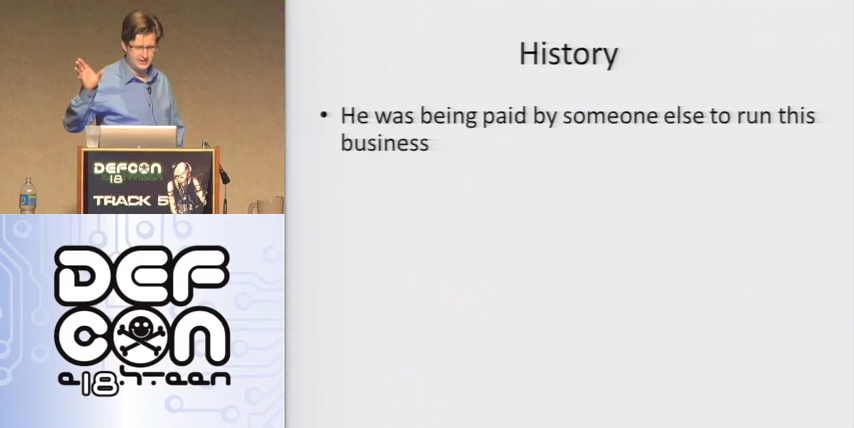 History
• He was being paid by someone else to run this
business
DEFCON
18
TRACK 5
DEF
CON
e18hteen